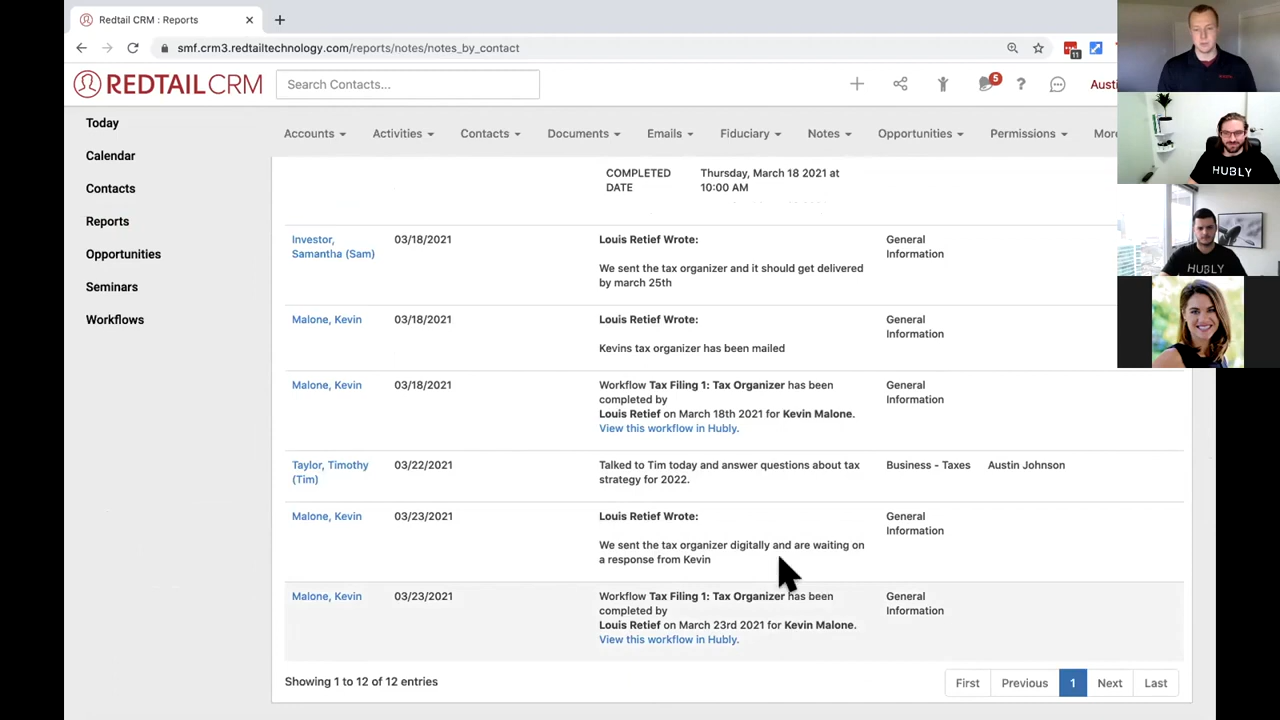 Redtail CRM : Reports
smf.crm3.redtailtechnology.com/reports/notes/notes_by_contact
11
REDTAILCRM
Search Contacts...
5
?
Austi
Today
Calendar
Contacts
Reports
Opportunities
Seminars
Workflows
Accounts
Activities
Contacts
Documents
Emails
Fiduciary
Notes
Opportunities
Permissions
More
COMPLETED DATE
Thursday, March 18 2021 at
10:00 AM
Investor,
Samantha (Sam)
03/18/2021
Louis Retief Wrote:
We sent the tax organizer and it should get delivered
by march 25th
General
Information
Malone, Kevin
03/18/2021
Louis Retief Wrote:
Kevins tax organizer has been mailed
General
Information
Malone, Kevin
03/18/2021
Workflow Tax Filing 1: Tax Organizer has been
completed by
Louis Retief on March 18th 2021 for Kevin Malone.
View this workflow in Hubly.
General
Information
Taylor, Timothy
(Tim)
03/22/2021
Talked to Tim today and answer questions about tax
strategy for 2022.
Business - Taxes
Austin Johnson
Malone, Kevin
03/23/2021
Louis Retief Wrote:
We sent the tax organizer digitally and are waiting on
a response from Kevin
General
Information
Malone, Kevin
03/23/2021
Workflow Tax Filing 1: Tax Organizer has been
completed by
Louis Retief on March 23rd 2021 for Kevin Malone.
View this workflow in Hubly.
General
Information
Showing 1 to 12 of 12 entries
First
Previous
1
Next
Last
HUBLY
HUBLY